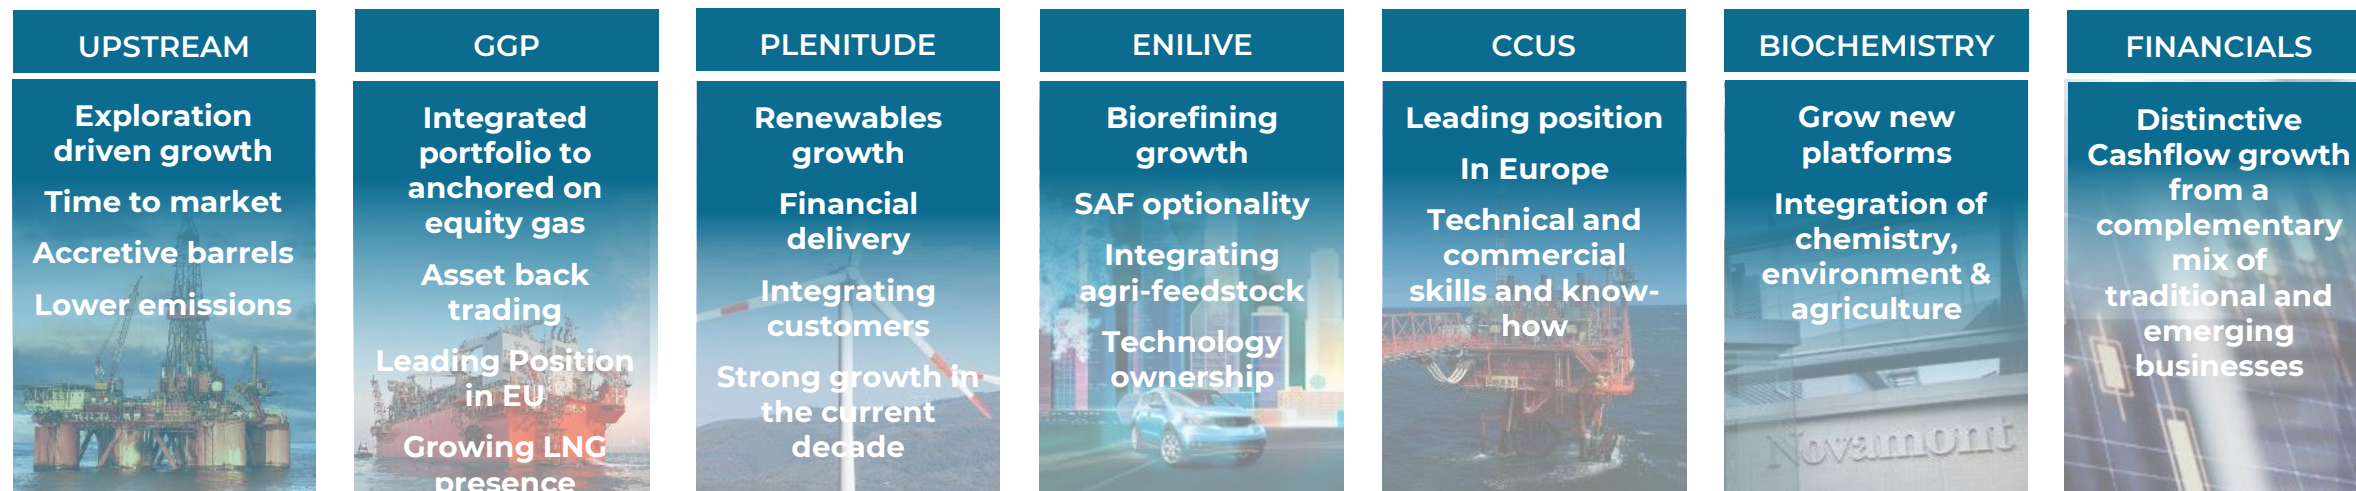 UPSTREAM
Exploration
driven growth
Time to market
Accretive barrels
Lower emissions
GGP
Integrated
portfolio to
anchored on
equity gas
Asset back
trading
Leading Position
in EU
Growing LNG
presence
PLENITUDE
Renewables
growth
Financial
delivery
Integrating
customers
Strong growth in
the current
decade
ENILIVE
Biorefining
growth
SAF optionality
Integrating
agri-feedstock
Technology
ownership
CCUS
Leading position
In Europe
Technical and
commercial
skills and know-
how
BIOCHEMISTRY
Grow new
platforms
Integration of
chemistry,
environment &
agriculture
Novamont
FINANCIALS
Distinctive
Cashflow growth
from a
complementary
mix of
traditional and
emerging
businesses